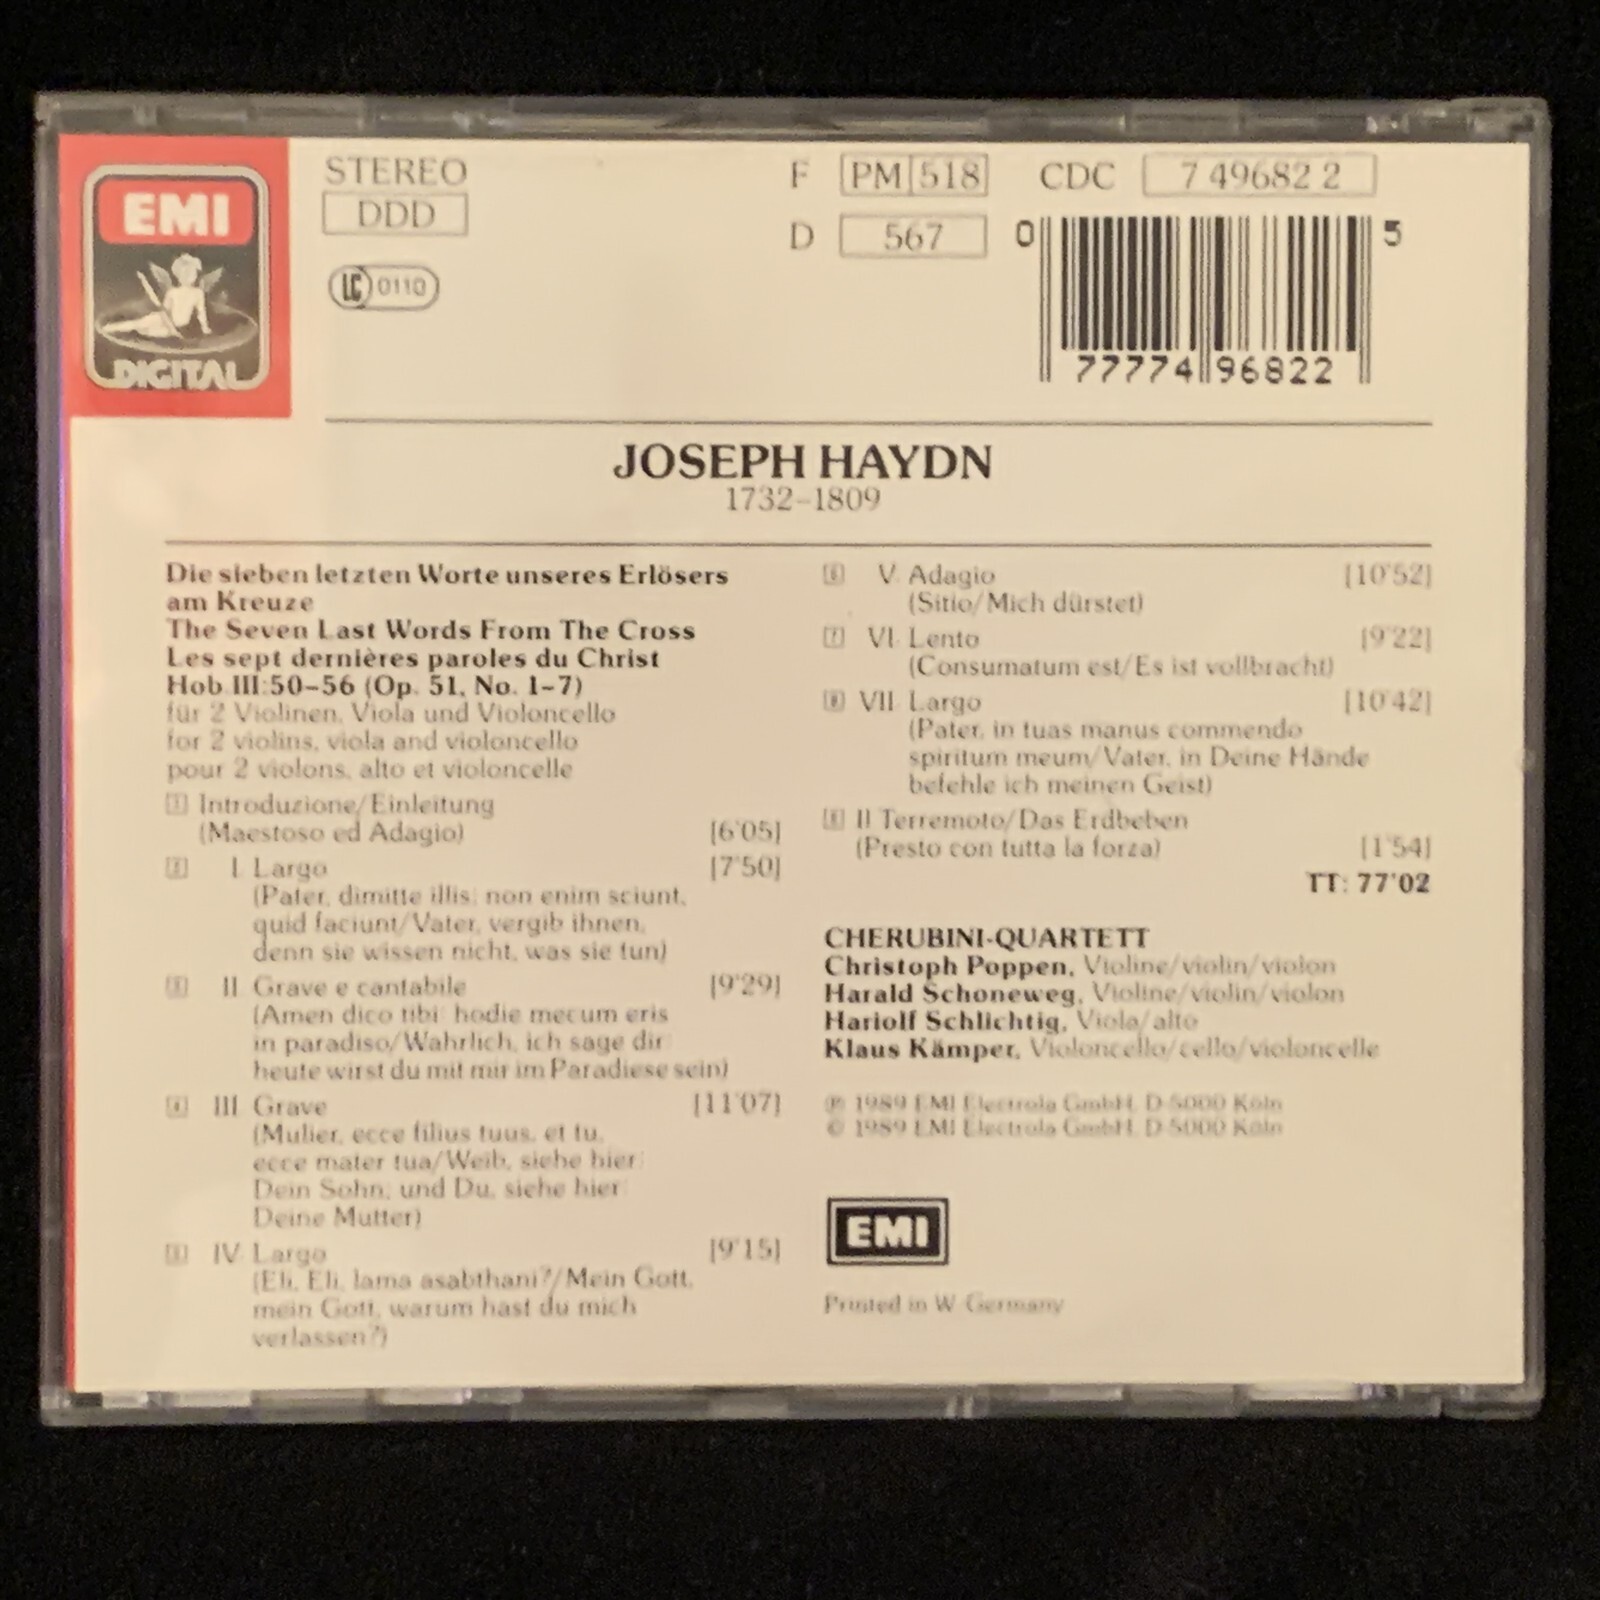 EMI
DIGITAL
STEREO
DDD
LC 0110
F PM 518
D 567
CDC 7 49682 2
0 77774 96822 5
JOSEPH HAYDN
1732–1809
Die sieben letzten Worte unseres Erlösers
am Kreuze
The Seven Last Words From The Cross
Les sept dernières paroles du Christ
Hob III:50–56 (Op. 51, No. 1–7)
für 2 Violinen, Viola und Violoncello
for 2 violins, viola and violoncello
pour 2 violons, alto et violoncelle
1 Introduzione/Einleitung
(Maestoso ed Adagio) [6'05]
2 I. Largo [7'50]
(Pater, dimitte illis, non enim sciunt,
quid faciunt/Vater, vergib ihnen,
denn sie wissen nicht, was sie tun)
3 II Grave e cantabile [9'29]
(Amen dico tibi: hodie mecum eris
in paradiso/Wahrlich, ich sage dir
heute wirst du mit mir im Paradiese sein)
4 III Grave [11'07]
(Mulier, ecce filius tuus, et tu,
ecce mater tua/Weib, siehe hier
Dein Sohn, und Du, siehe hier
Deine Mutter)
5 IV Largo [9'15]
(Eli, Eli, lama asabthani?/Mein Gott,
mein Gott, warum hast du mich
verlassen?)
6 V. Adagio [10'52]
(Sitio/Mich dürstet)
7 VI Lento [9'22]
(Consumatum est/Es ist vollbracht)
8 VII Largo [10'42]
(Pater, in tuas manus commendo
spiritum meum/Vater, in Deine Hände
befehle ich meinen Geist)
Il Terremoto/Das Erdbeben
(Presto con tutta la forza) [1'54]
TT: 77'02
CHERUBINI-QUARTETT
Christoph Poppen, Violine/violin/violon
Harald Schoneweg, Violine/violin/violon
Hariolf Schlichtig, Viola/alto
Klaus Kämper, Violoncello/cello/violoncelle
℗ 1989 EMI Electrola GmbH, D-5000 Köln
© 1989 EMI Electrola GmbH, D-5000 Köln
EMI
Printed in W. Germany